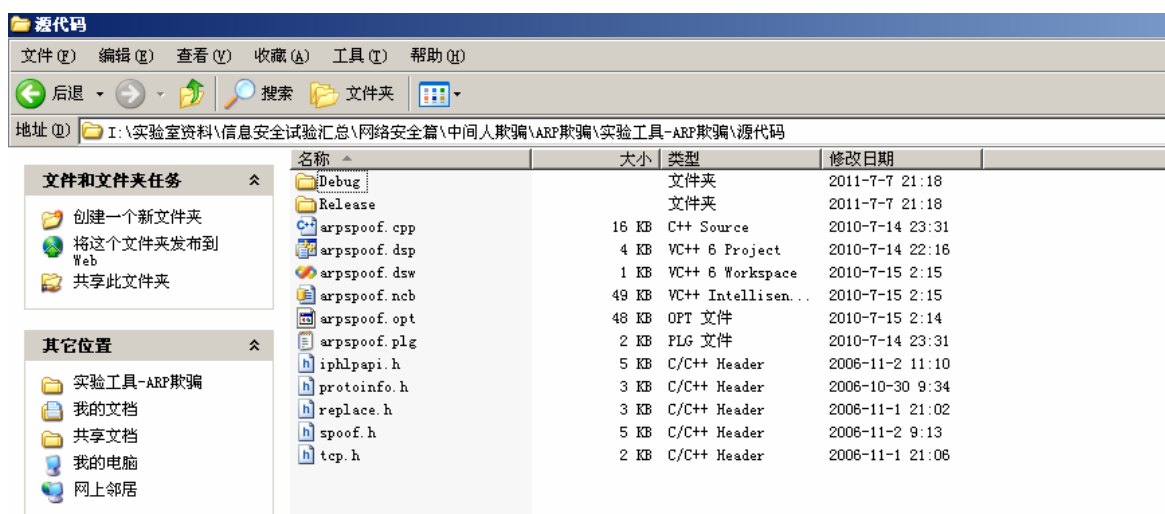 源代码
文件(F) 编辑(E) 查看(V) 收藏(A) 工具(T) 帮助(H)
后退 搜索 文件夹
地址(D) I:\实验室资料\信息安全试验汇总\网络安全篇\中间人欺骗\ARP欺骗\实验工具-ARP欺骗\源代码
文件和文件夹任务
创建一个新文件夹
将这个文件夹发布到
Web
共享此文件夹
其它位置
实验工具-ARP欺骗
我的文档
共享文档
我的电脑
网上邻居
名称 大小 类型 修改日期
Debug 文件夹 2011-7-7 21:18
Release 文件夹 2011-7-7 21:18
arpspoof.cpp 16 KB C++ Source 2010-7-14 23:31
arpspoof.dsp 4 KB VC++ 6 Project 2010-7-14 22:16
arpspoof.dsw 1 KB VC++ 6 Workspace 2010-7-15 2:15
arpspoof.ncb 49 KB VC++ Intellisen... 2010-7-15 2:15
arpspoof.opt 48 KB OPT 文件 2010-7-15 2:14
arpspoof.plg 2 KB PLG 文件 2010-7-14 23:31
iphlpapi.h 5 KB C/C++ Header 2006-11-2 11:10
protoinfo.h 3 KB C/C++ Header 2006-10-30 9:34
replace.h 3 KB C/C++ Header 2006-11-1 21:02
spoof.h 5 KB C/C++ Header 2006-11-2 9:13
tcp.h 2 KB C/C++ Header 2006-11-1 21:06